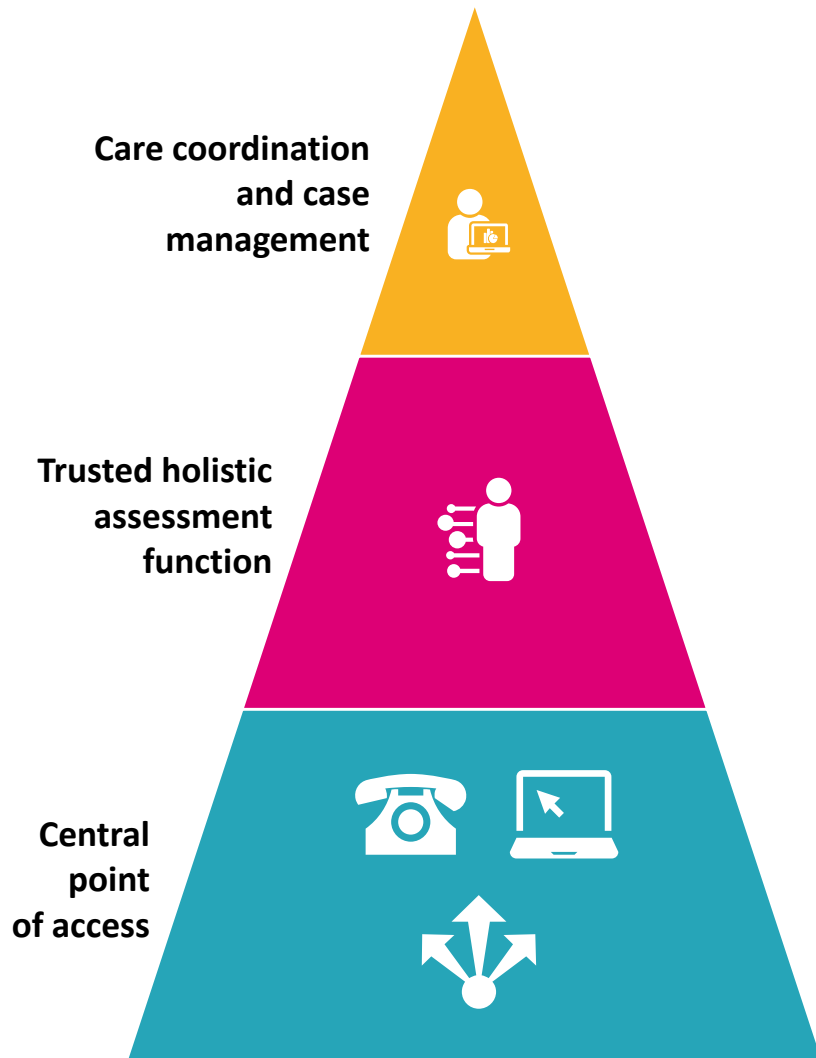 Care coordination
and case
management
Trusted holistic
assessment
function
Central
point
of access